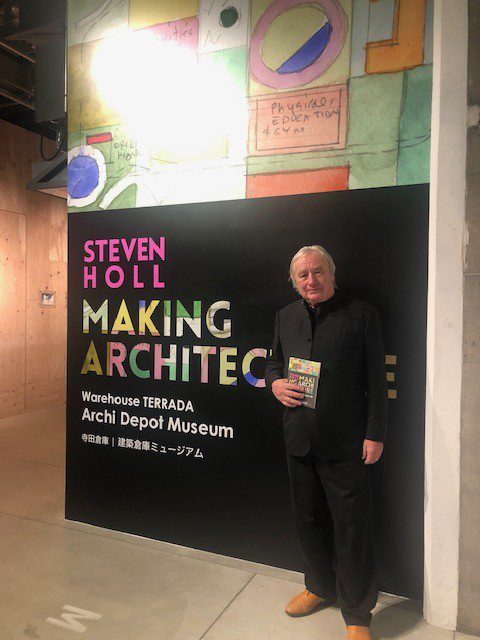 PHYSICAL
EDUCATION
& GYM
STEVEN
HOLL
MAKING
ARCHITEC E
Warehouse TERRADA
Archi Depot Museum
寺田倉庫 | 建築倉庫ミュージアム
M